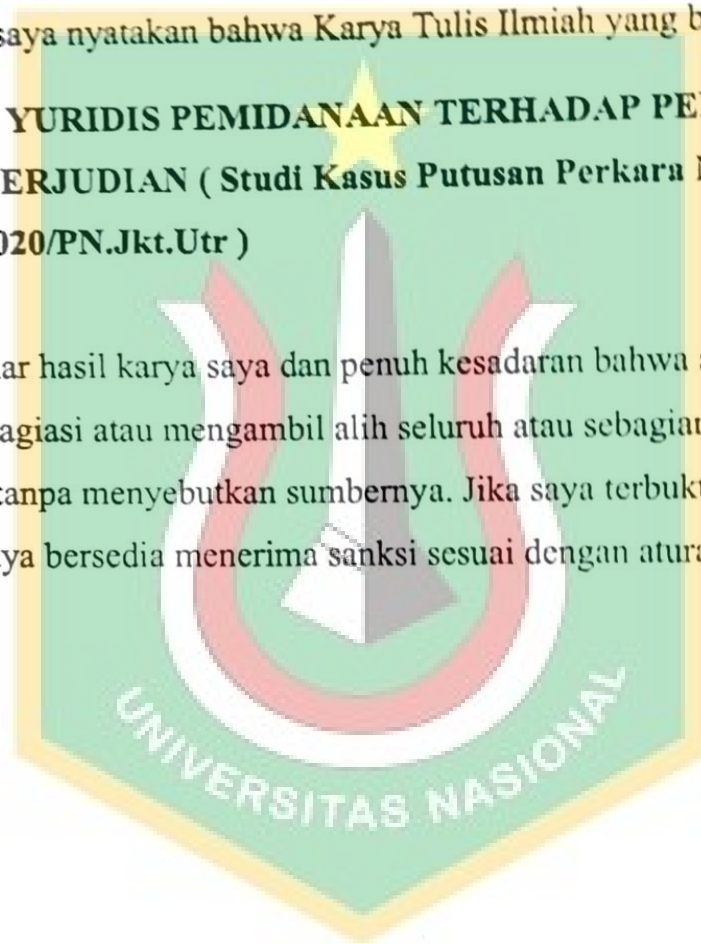 saya nyatakan bahwa Karya Tulis Ilmiah yang b
YURIDIS PEMIDANAAN TERHADAP PE
ERJUDIAN ( Studi Kasus Putusan Perkara
020/PN.Jkt.Utr )
ar hasil karya saya dan penuh kesadaran bahwa
agiasi atau mengambil alih seluruh atau sebagian
tanpa menyebutkan sumbernya. Jika saya terbukt
ya bersedia menerima sanksi sesuai dengan atura
UNIVERSITAS NASIONAL